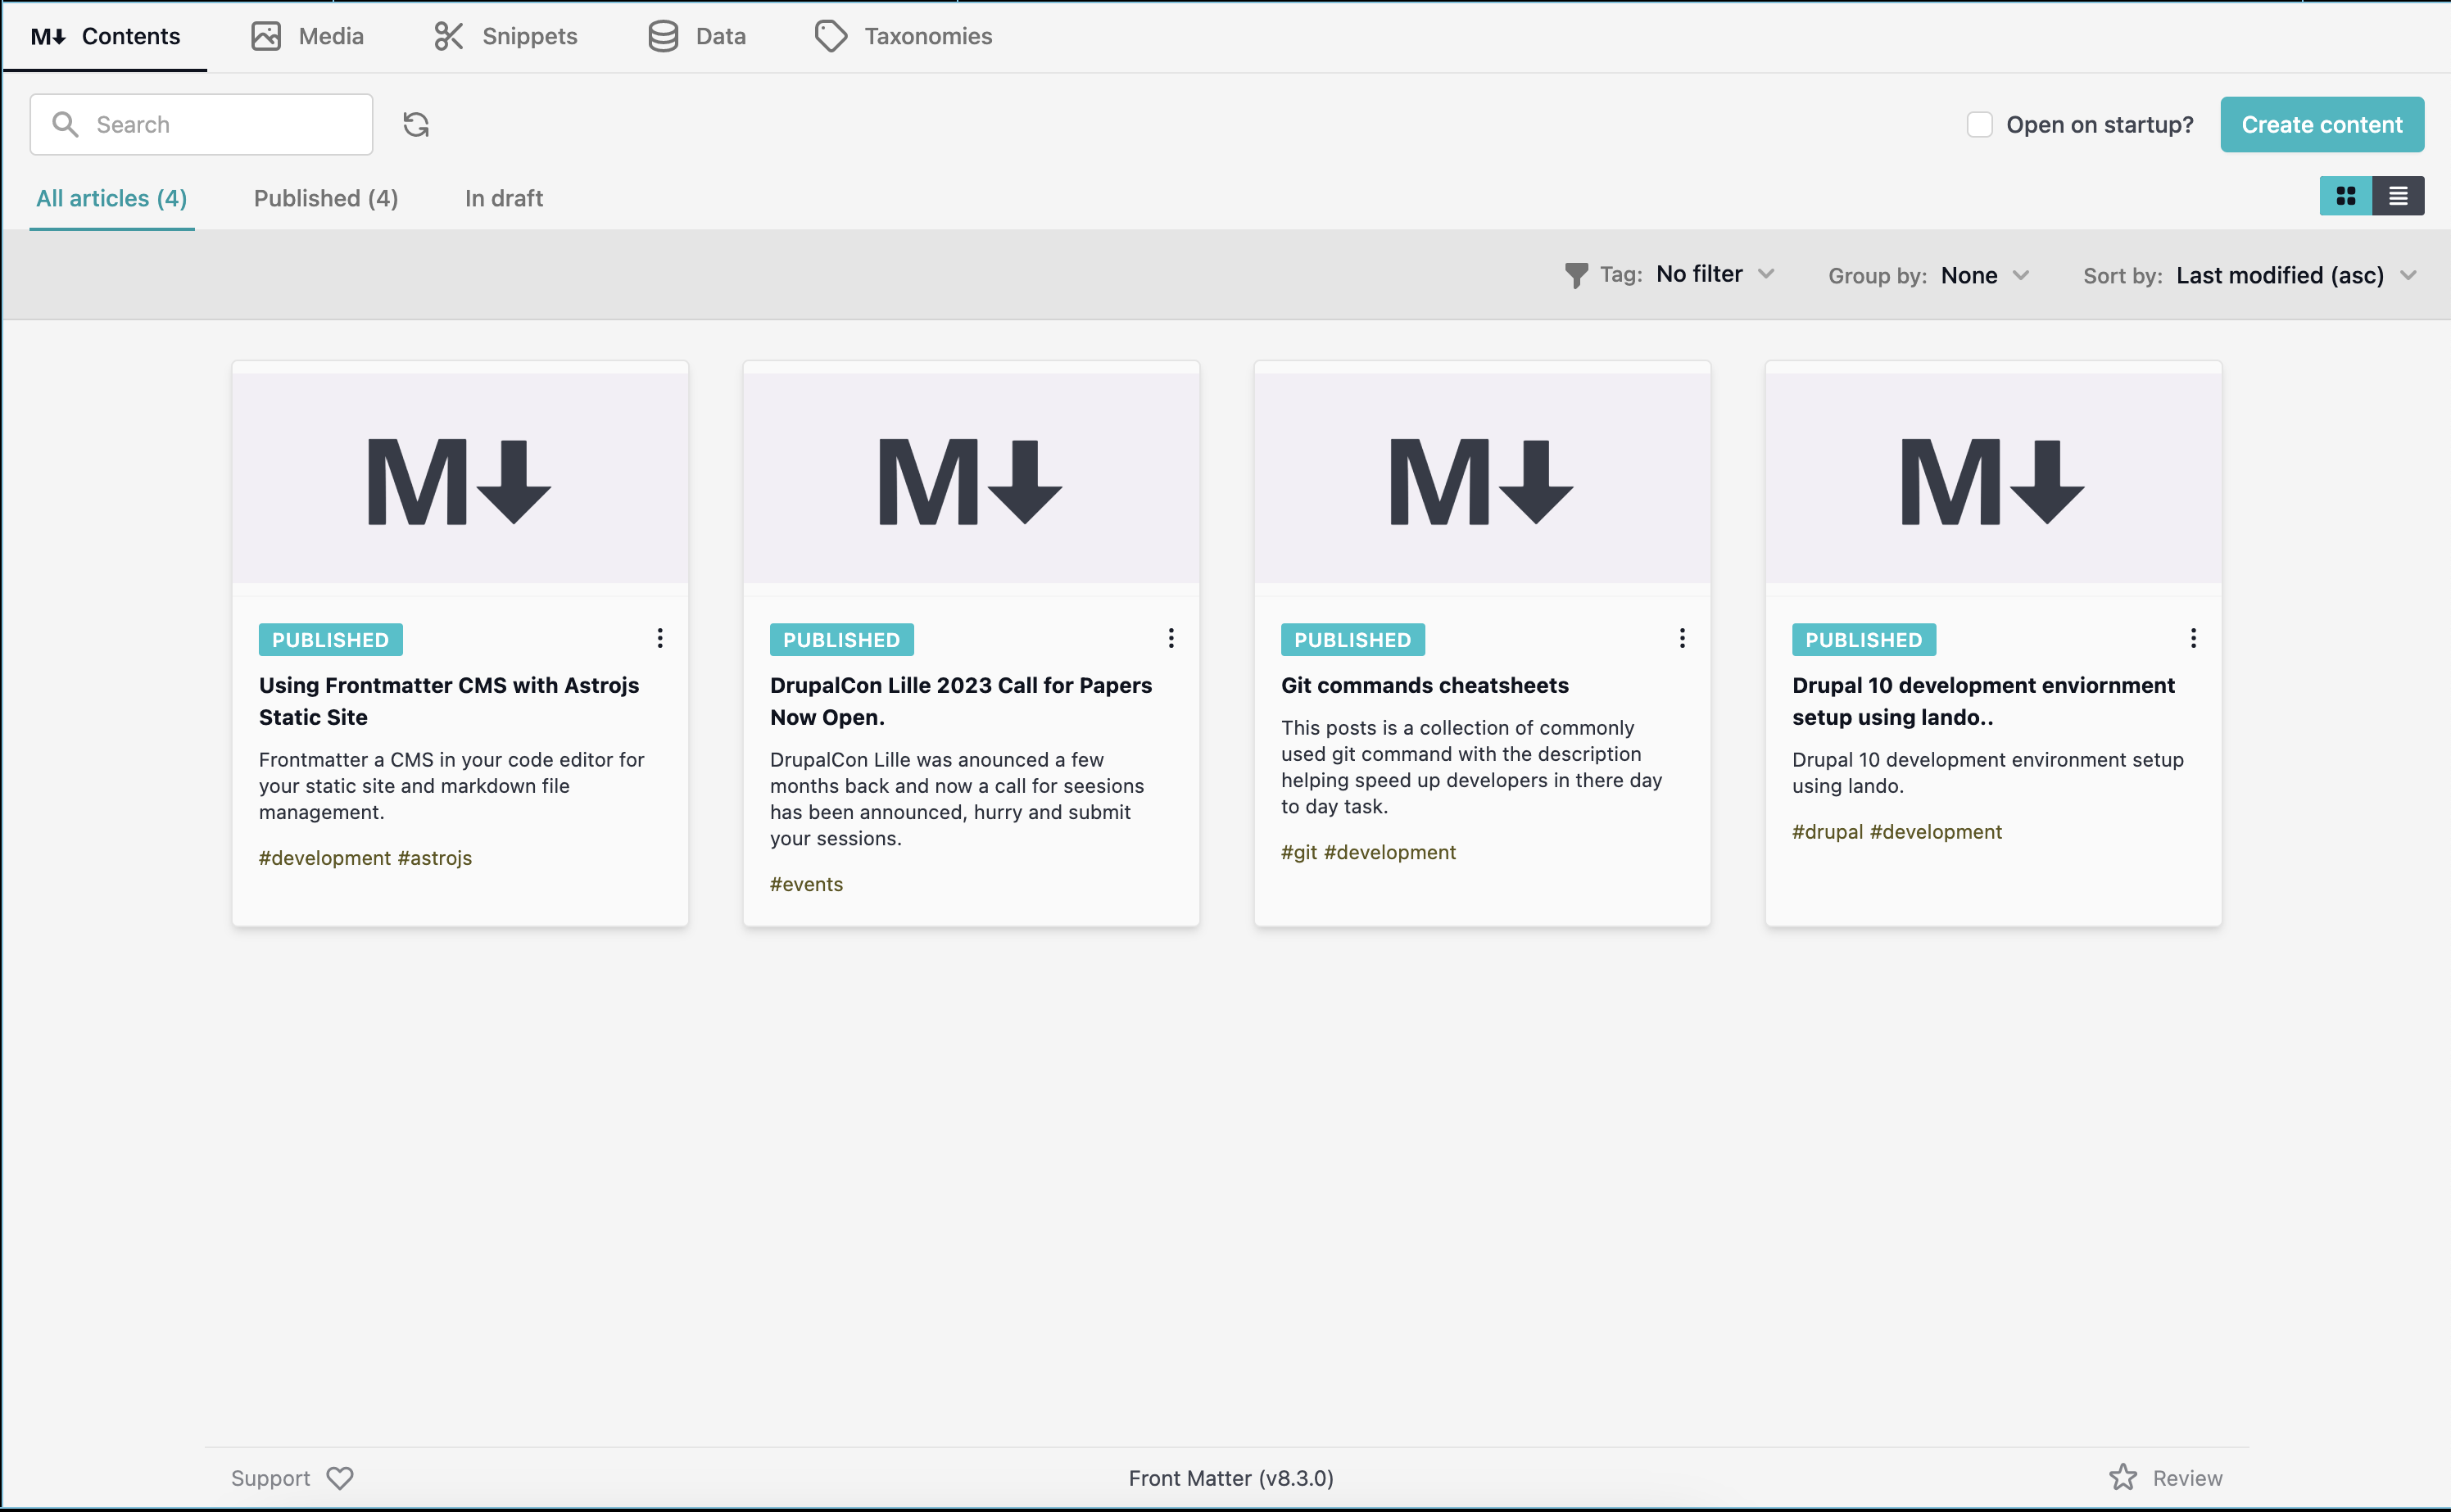 M↓ Contents Media Snippets Data Taxonomies
Search Open on startup? Create content
All articles (4) Published (4) In draft
Tag: No filter Group by: None Sort by: Last modified (asc)
M↓
PUBLISHED
Using Frontmatter CMS with Astrojs
Static Site
Frontmatter a CMS in your code editor for
your static site and markdown file
management.
#development #astrojs
M↓
PUBLISHED
DrupalCon Lille 2023 Call for Papers
Now Open.
DrupalCon Lille was anounced a few
months back and now a call for seesions
has been announced, hurry and submit
your sessions.
#events
M↓
PUBLISHED
Git commands cheatsheets
This posts is a collection of commonly
used git command with the description
helping speed up developers in there day
to day task.
#git #development
M↓
PUBLISHED
Drupal 10 development enviornment
setup using lando..
Drupal 10 development environment setup
using lando.
#drupal #development
Support Front Matter (v8.3.0) Review